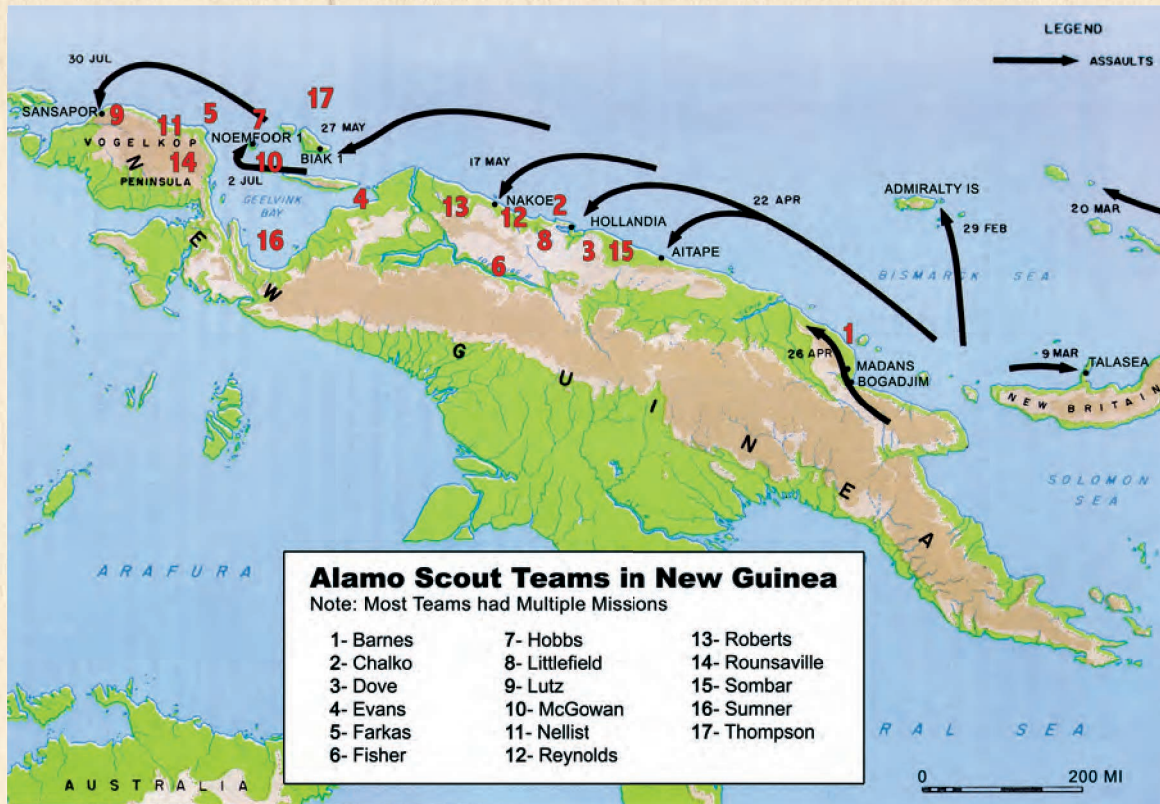 LEGEND
ASSAULTS
30 JUL
SANSAPOR
9
11
5
7
17
27 MAY
VOGELKOP
NOEMFOOR 1
BIAK 1
14
10
PENINSULA
2 JUL
GEELVINK
BAY
16
4
17 MAY
NAKOE
13
12
2
HOLLANDIA
8
3
15
6
AITAPE
22 APR
ADMIRALTY IS
29 FEB
20 MAR
BISMARCK SEA
1
26 APR
MADANS
BOGADJIM
9 MAR
TALASEA
NEW BRITAIN
SOLOMON
SEA
NEW GUINEA
ARAFURA
Alamo Scout Teams in New Guinea
Note: Most Teams had Multiple Missions
1- Barnes
2- Chalko
3- Dove
4- Evans
5- Farkas
6- Fisher
7- Hobbs
8- Littlefield
9- Lutz
10- McGowan
11- Nellist
12- Reynolds
13- Roberts
14- Rounsaville
15- Sombar
16- Sumner
17- Thompson
RAL SEA
AUSTRALIA
0 200 MI